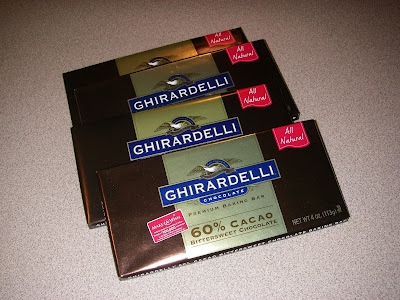 All Natural
GHIRARDELLI
All Natural
GHIRARDELLI
All
Natural
GHIRARDELLI
CHOCOLATE
PREMIUM BAKING BAR
60% CACAO
BITTERSWEET CHOCOLATE
NET WT. 4 oz. (113g)